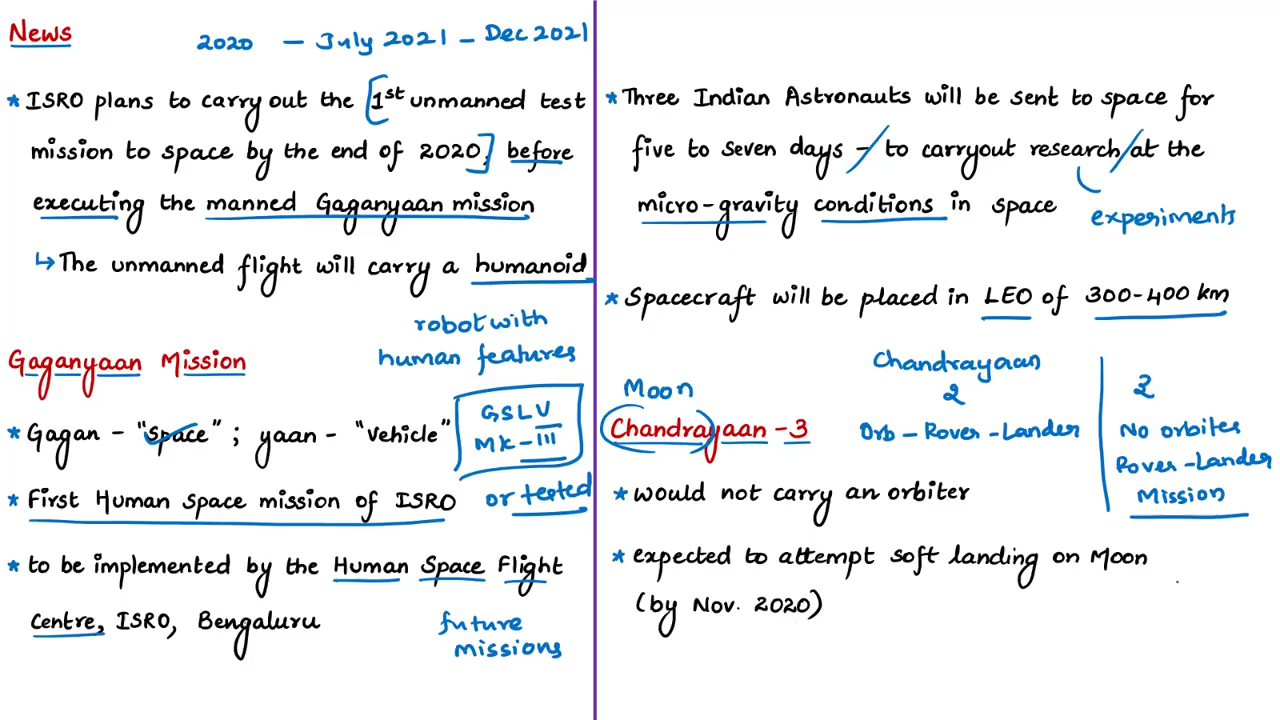 News
2020 — July 2021 – Dec 2021
* ISRO plans to carry out the [1st unmanned test
mission to space by the end of 2020,] before
executing the manned Gaganyaan mission
↳ The unmanned flight will carry a humanoid
robot with
human features
Gaganyaan Mission
* Gagan - "Space" ; yaan - "Vehicle"
GSLV
MK-III
* First Human space mission of ISRO
or tested
* to be implemented by the Human Space Flight
centre, ISRO, Bengaluru
future
missions
* Three Indian Astronauts will be sent to space for
five to seven days - to carryout research at the
micro-gravity conditions in space
experiments
* Spacecraft will be placed in LEO of 300-400 km
Moon
Chandrayaan -3
Chandrayaan
2
Orb - Rover - Lander
3
No orbiter
Rover - Lander
Mission
* would not carry an orbiter
* expected to attempt soft landing on Moon
(by Nov. 2020)